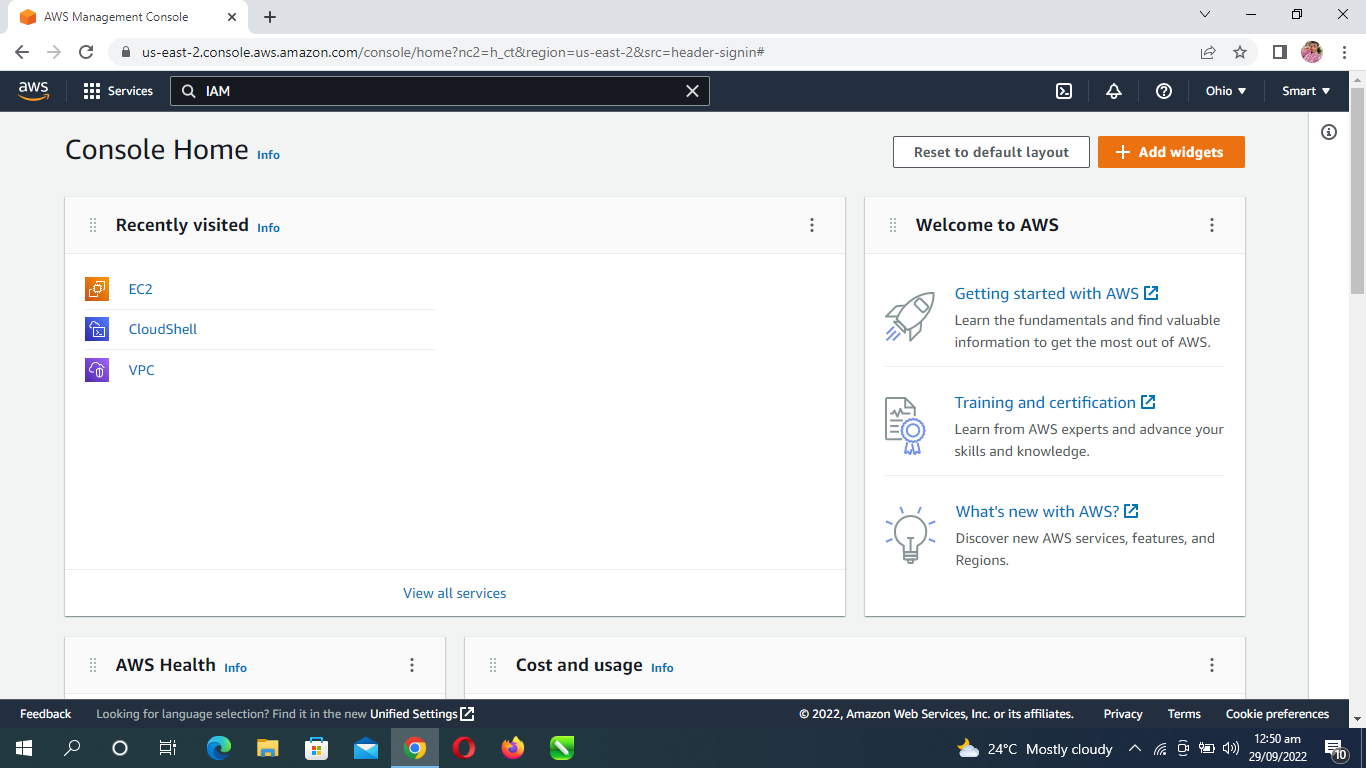 AWS Management Console
us-east-2.console.aws.amazon.com/console/home?nc2=h_ct&region=us-east-2&src=header-signin#
aws Services IAM Ohio Smart
Console Home Info
Reset to default layout
Add widgets
Recently visited Info
EC2
CloudShell
VPC
View all services
Welcome to AWS
Getting started with AWS
Learn the fundamentals and find valuable
information to get the most out of AWS.
Training and certification
Learn from AWS experts and advance your
skills and knowledge.
What's new with AWS?
Discover new AWS services, features, and
Regions.
AWS Health Info
Cost and usage Info
Feedback Looking for language selection? Find it in the new Unified Settings © 2022, Amazon Web Services, Inc. or its affiliates. Privacy Terms Cookie preferences
24°C Mostly cloudy
12:50 am
29/09/2022
10